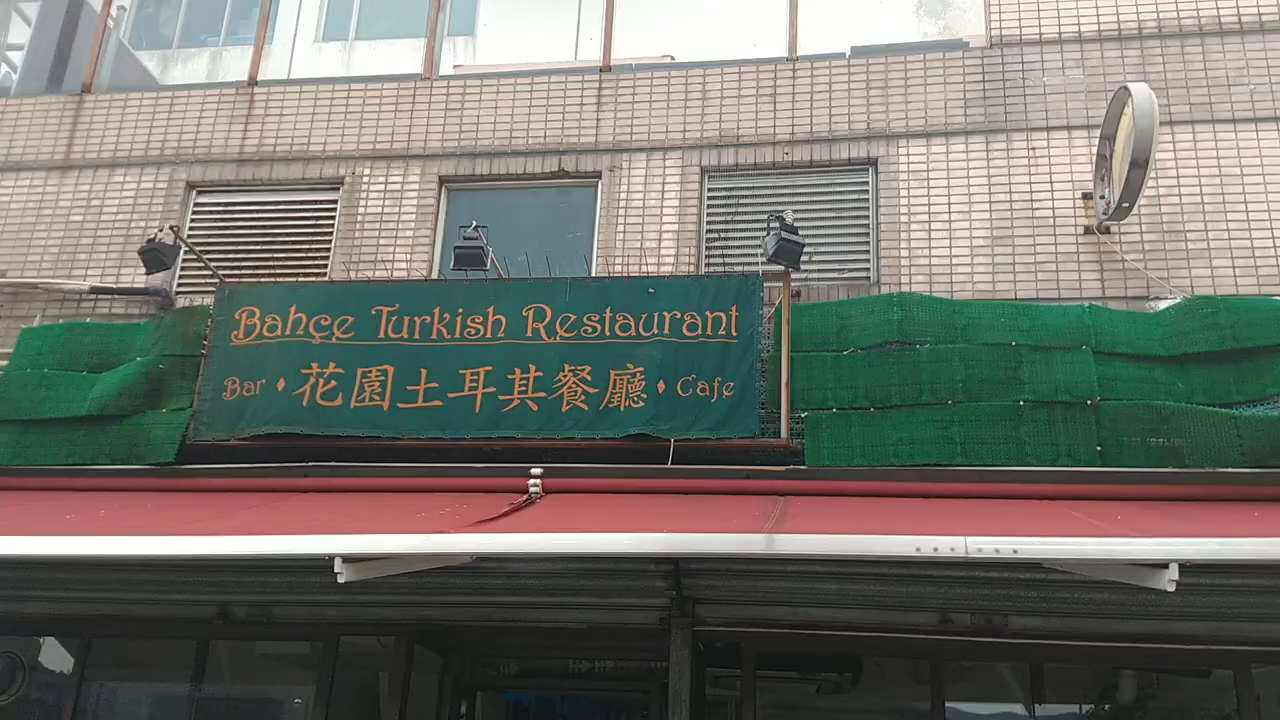 Bahçe Turkish Restaurant
Bar • 花園土耳其餐廳 • Cafe